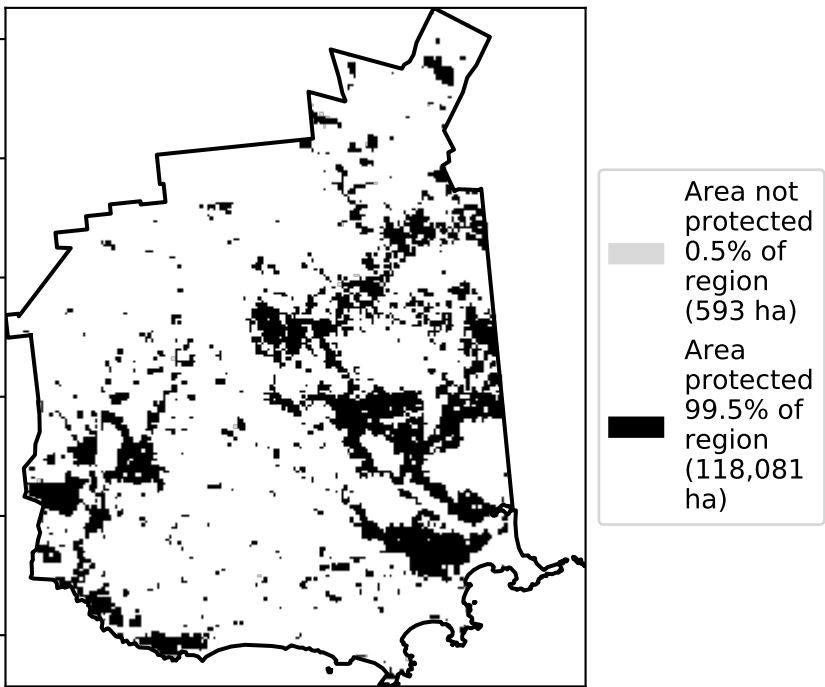 Area not
protected
0.5% of
region
(593 ha)
Area
protected
99.5% of
region
(118,081
ha)